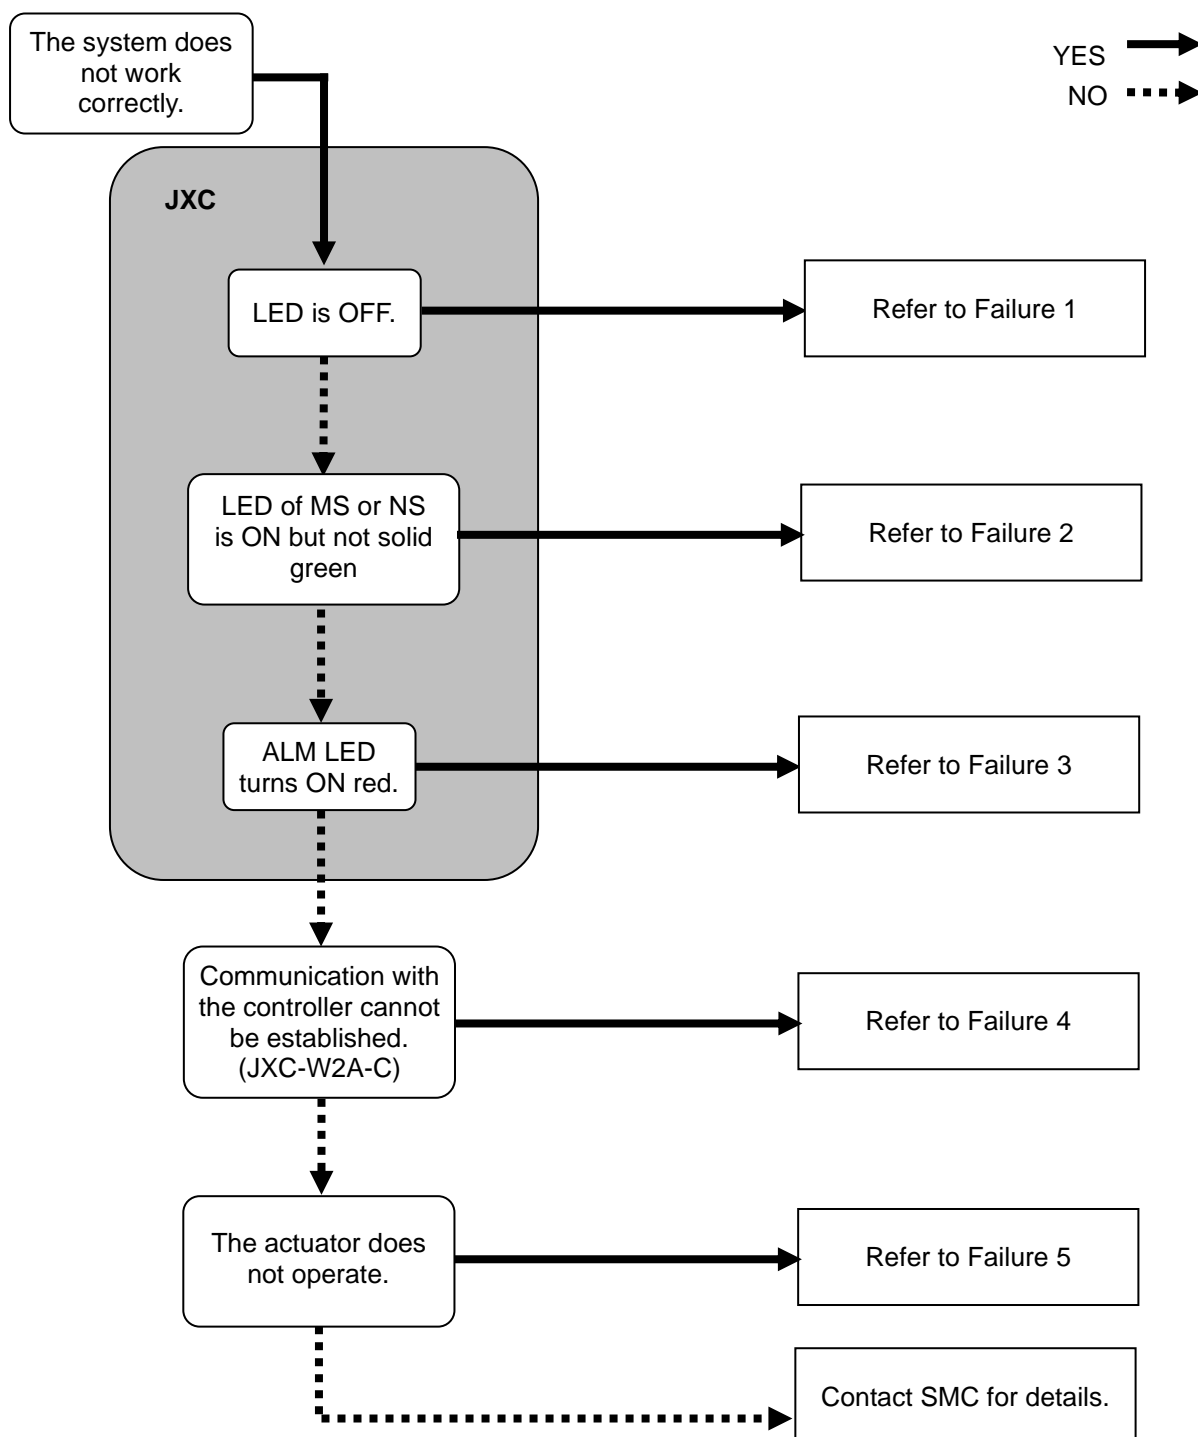 The system does
not work
correctly.
YES
NO
JXC
LED is OFF.
Refer to Failure 1
LED of MS or NS
is ON but not solid
green
Refer to Failure 2
ALM LED
turns ON red.
Refer to Failure 3
Communication with
the controller cannot
be established.
(JXC-W2A-C)
Refer to Failure 4
The actuator does
not operate.
Refer to Failure 5
Contact SMC for details.